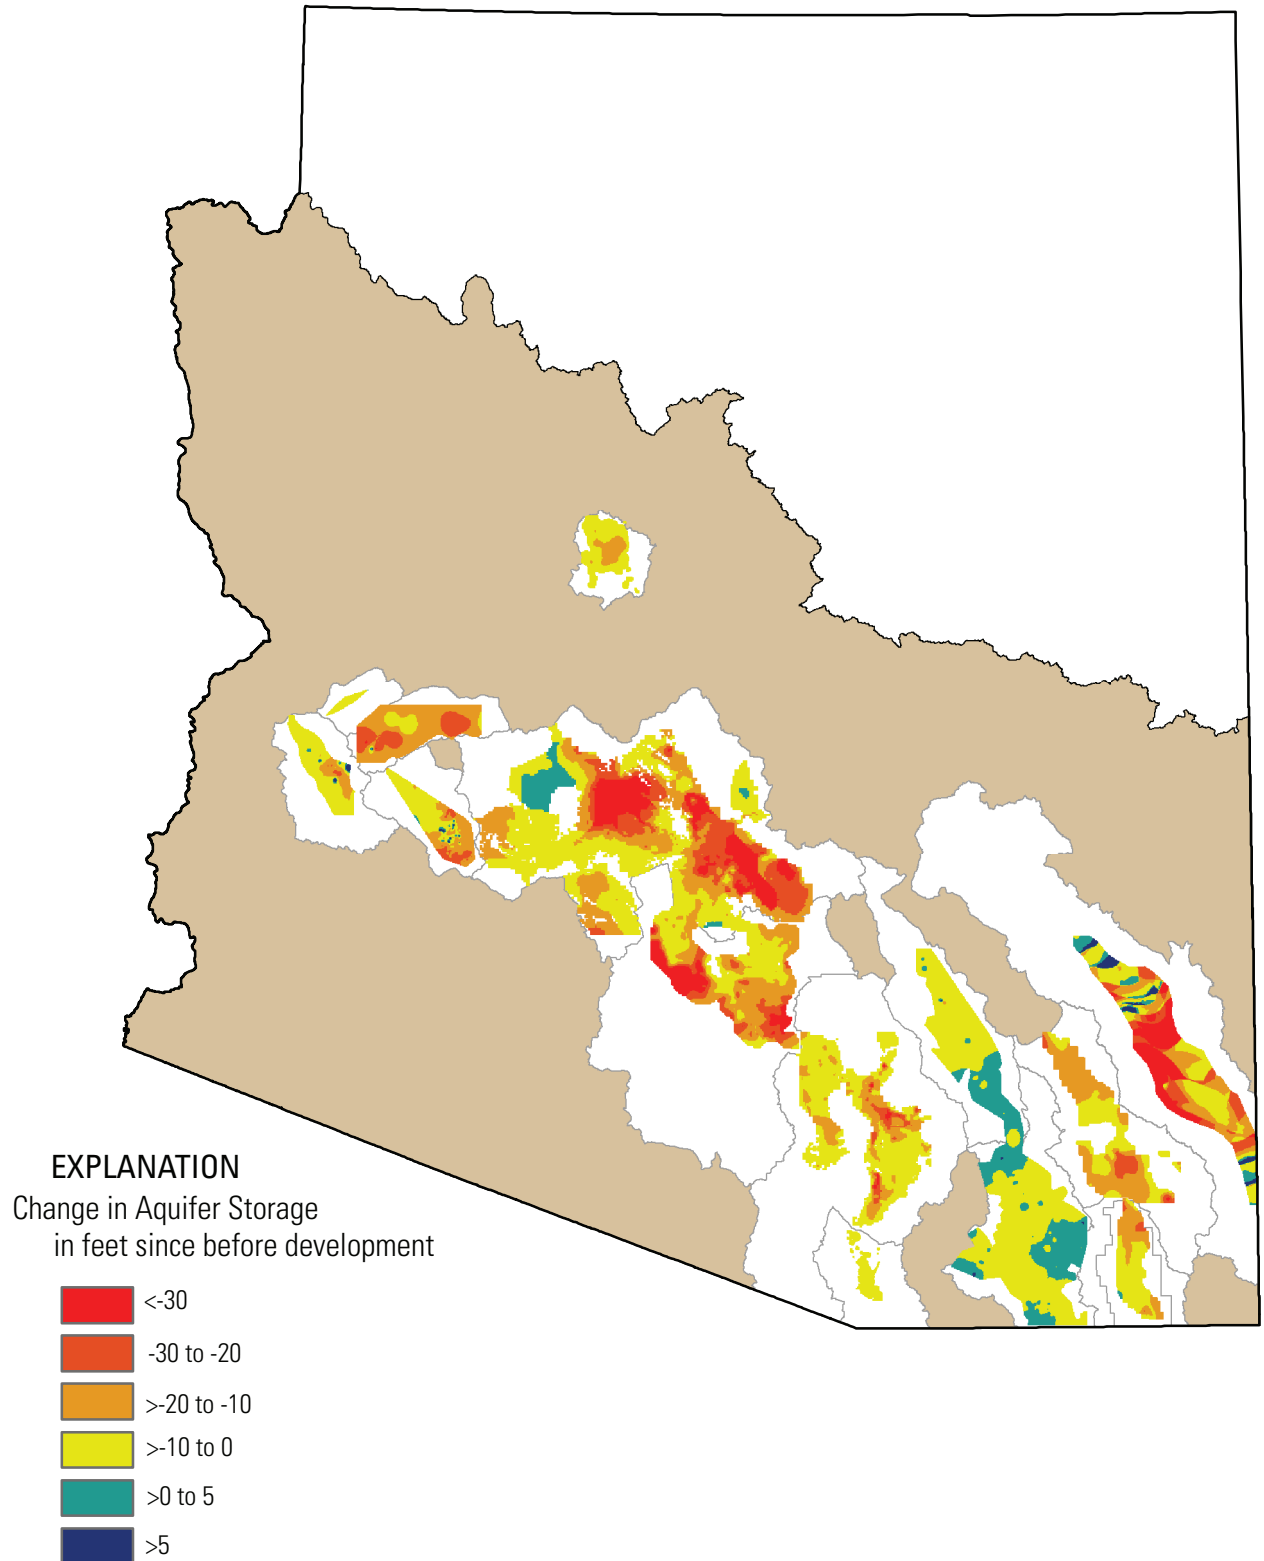 EXPLANATION
Change in Aquifer Storage
in feet since before development
<-30
-30 to -20
>-20 to -10
>-10 to 0
>0 to 5
>5